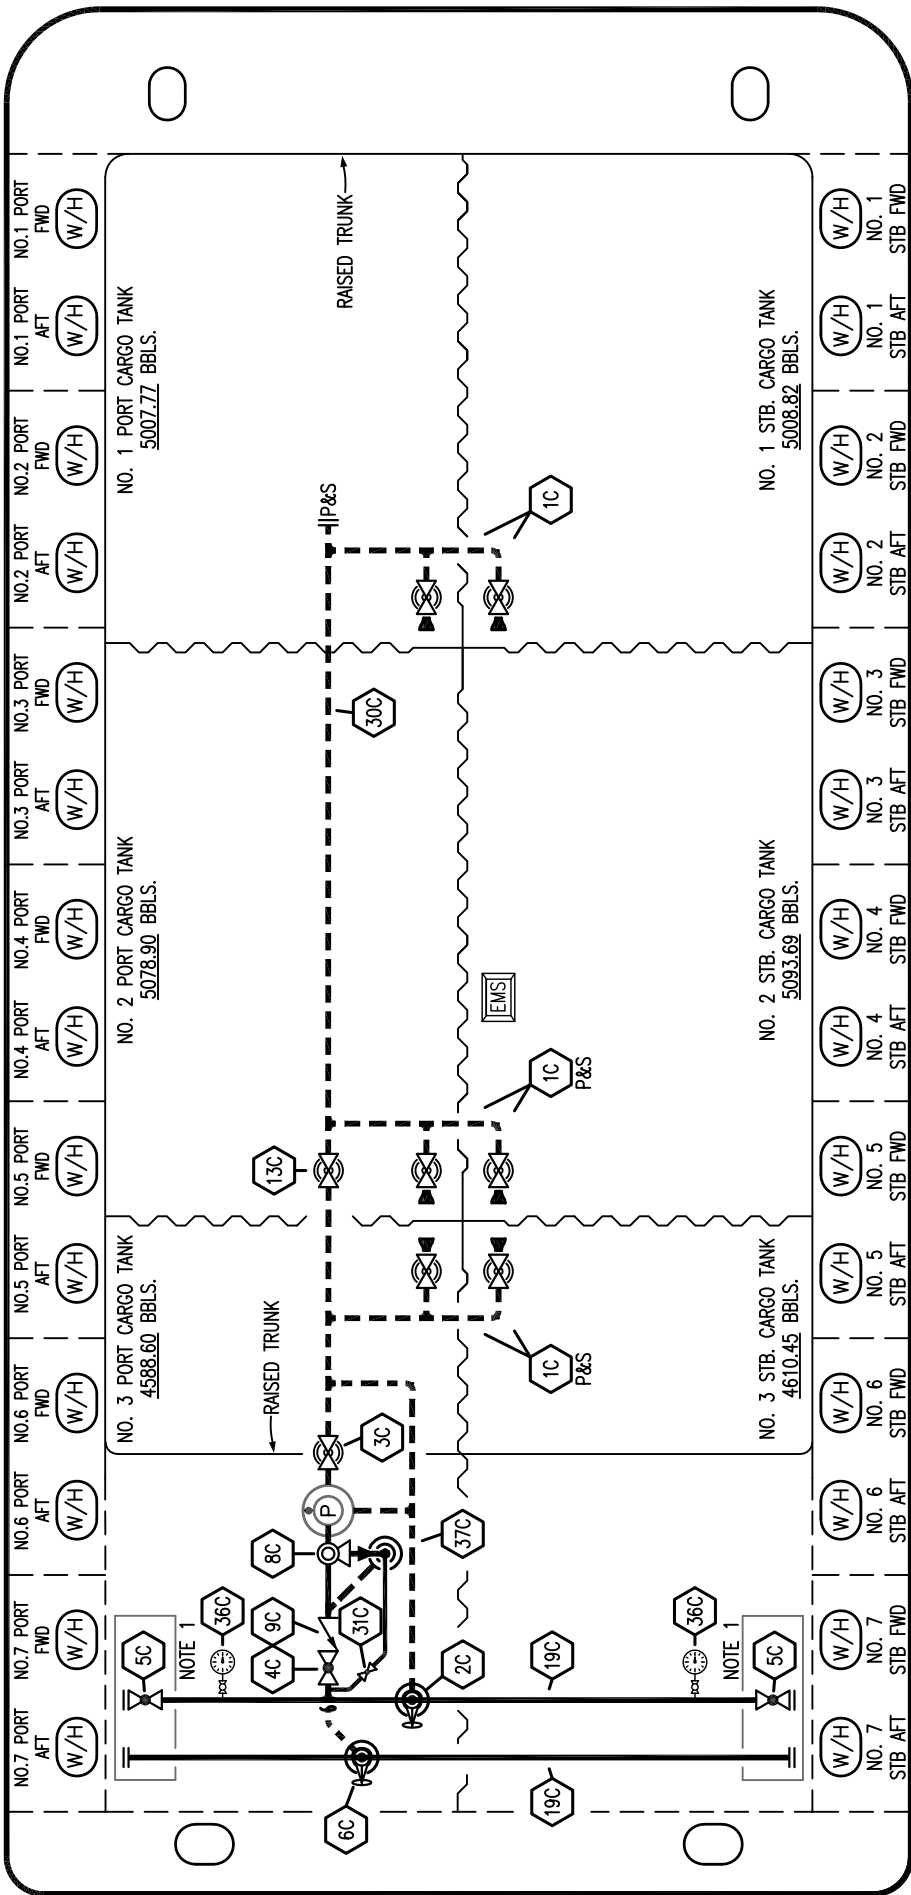 NO.1 PORT
FWD
W/H
NO.1 PORT
AFT
W/H
NO.2 PORT
FWD
W/H
NO.2 PORT
AFT
W/H
NO.3 PORT
FWD
W/H
NO.3 PORT
AFT
W/H
NO.4 PORT
FWD
W/H
NO.4 PORT
AFT
W/H
NO.5 PORT
FWD
W/H
NO.5 PORT
AFT
W/H
NO.6 PORT
FWD
W/H
NO.6 PORT
AFT
W/H
NO.7 PORT
FWD
W/H
NO.7 PORT
AFT
W/H
RAISED TRUNK
NO. 1 PORT CARGO TANK
5007.77 BBLS.
NO. 1 STB. CARGO TANK
5008.82 BBLS.
P&S
1C
30C
NO. 2 PORT CARGO TANK
5078.90 BBLS.
NO. 2 STB. CARGO TANK
5093.69 BBLS.
EMS
1C
P&S
13C
NO. 3 PORT CARGO TANK
4588.60 BBLS.
NO. 3 STB. CARGO TANK
4610.45 BBLS.
RAISED TRUNK
1C
P&S
3C
P
8C
37C
9C
31C
4C
36C
NOTE 1
5C
2C
19C
36C
NOTE 1
5C
6C
19C
W/H
NO. 1
STB FWD
W/H
NO. 1
STB AFT
W/H
NO. 2
STB FWD
W/H
NO. 2
STB AFT
W/H
NO. 3
STB FWD
W/H
NO. 3
STB AFT
W/H
NO. 4
STB FWD
W/H
NO. 4
STB AFT
W/H
NO. 5
STB FWD
W/H
NO. 5
STB AFT
W/H
NO. 6
STB FWD
W/H
NO. 6
STB AFT
W/H
NO. 7
STB FWD
W/H
NO. 7
STB AFT